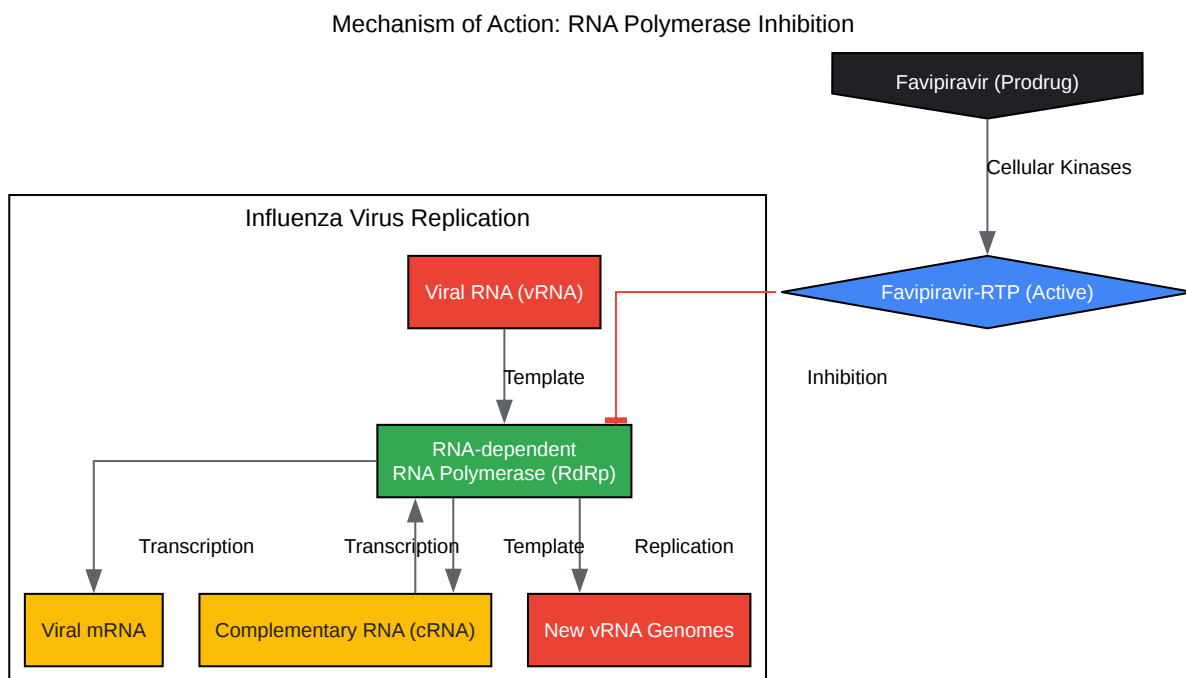 Mechanism of Action: RNA Polymerase Inhibition
Favipiravir (Prodrug)
Cellular Kinases
Influenza Virus Replication
Viral RNA (vRNA)
Favipiravir-RTP (Active)
Template
Inhibition
RNA-dependent
RNA Polymerase (RdRp)
Transcription
Transcription
Template
Replication
Viral mRNA
Complementary RNA (cRNA)
New vRNA Genomes